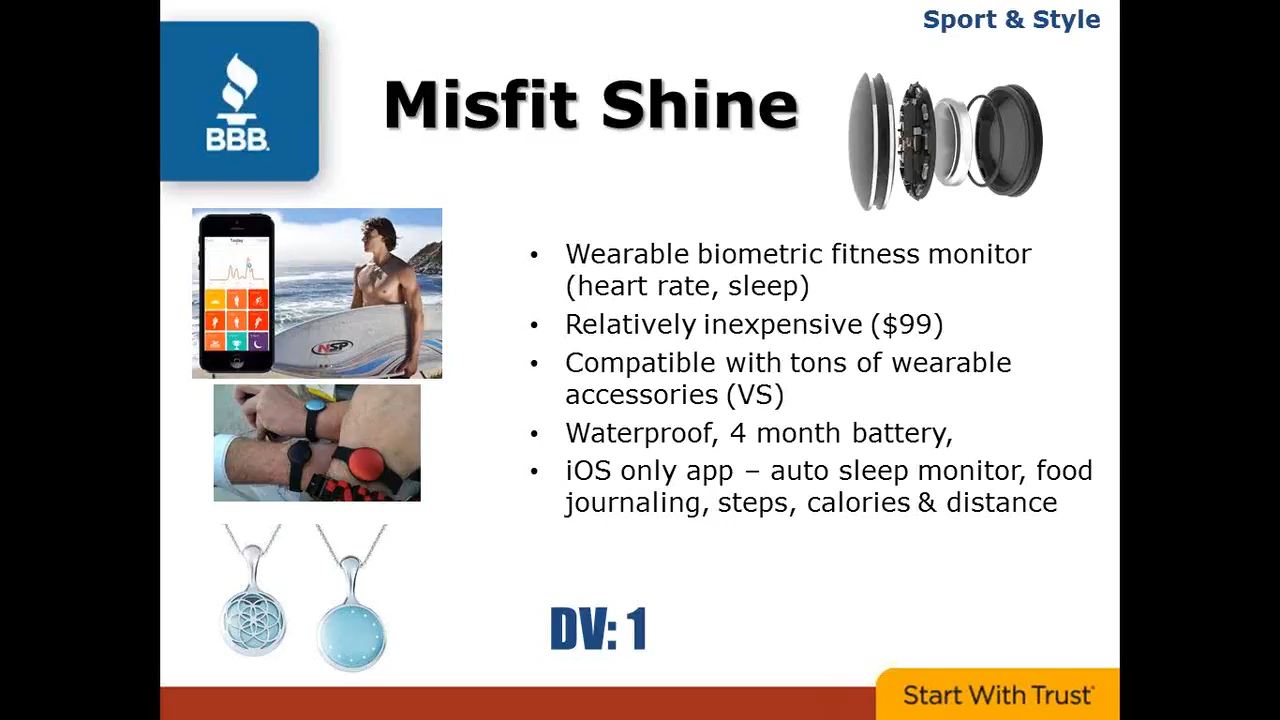 Sport & Style
BBB.
Misfit Shine
Today
NSP
• Wearable biometric fitness monitor
(heart rate, sleep)
• Relatively inexpensive ($99)
• Compatible with tons of wearable
accessories (VS)
• Waterproof, 4 month battery,
• iOS only app – auto sleep monitor, food
journaling, steps, calories & distance
DV: 1
Start With Trust®